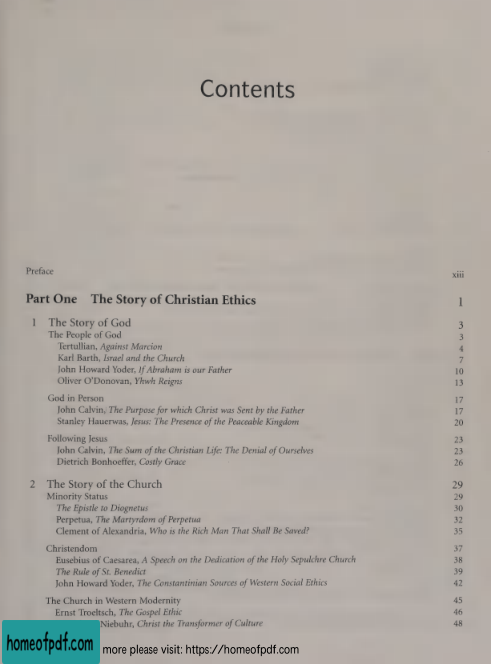 Contents
Preface xiii
Part One The Story of Christian Ethics 1
1 The Story of God 3
The People of God 3
Tertullian, Against Marcion 4
Karl Barth, Israel and the Church 7
John Howard Yoder, If Abraham is our Father 10
Oliver O'Donovan, Yhwh Reigns 13
God in Person 17
John Calvin, The Purpose for which Christ was Sent by the Father 17
Stanley Hauerwas, Jesus: The Presence of the Peaceable Kingdom 20
Following Jesus 23
John Calvin, The Sum of the Christian Life: The Denial of Ourselves 23
Dietrich Bonhoeffer, Costly Grace 26
2 The Story of the Church 29
Minority Status 29
The Epistle to Diognetus 30
Perpetua, The Martyrdom of Perpetua 32
Clement of Alexandria, Who is the Rich Man That Shall Be Saved? 35
Christendom 37
Eusebius of Caesarea, A Speech on the Dedication of the Holy Sepulchre Church 38
The Rule of St. Benedict 39
John Howard Yoder, The Constantinian Sources of Western Social Ethics 42
The Church in Western Modernity 45
Ernst Troeltsch, The Gospel Ethic 46
Niebuhr, Christ the Transformer of Culture 48
homeofpdf.com more please visit: https://homeofpdf.com